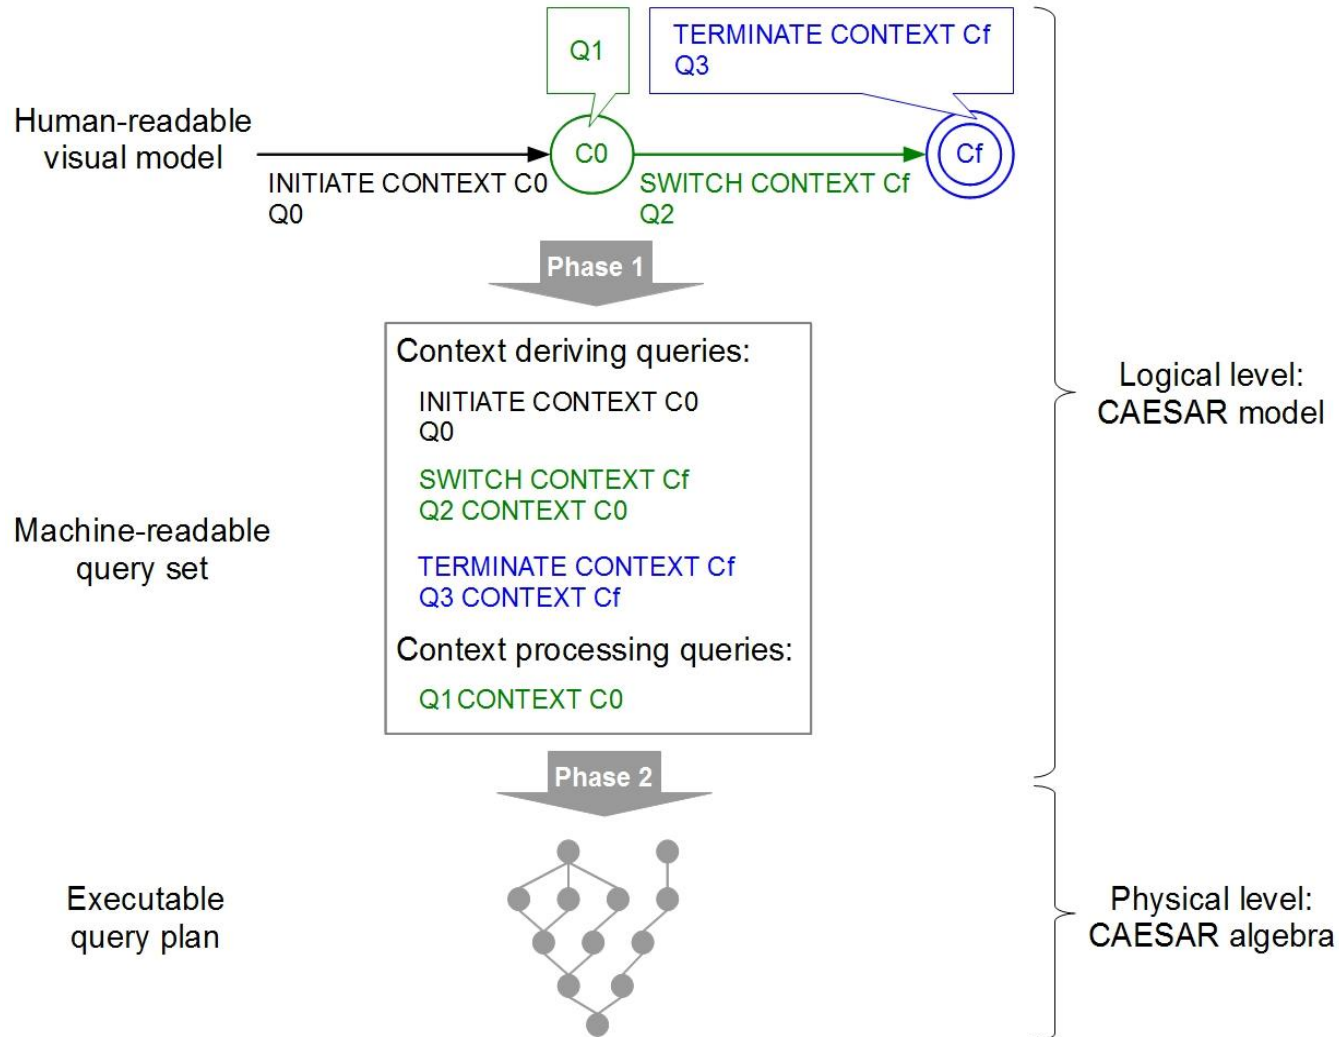 Q1
TERMINATE CONTEXT Cf
Q3
Human-readable
visual model
C0
Cf
INITIATE CONTEXT C0
Q0
SWITCH CONTEXT Cf
Q2
Phase 1
Context deriving queries:
INITIATE CONTEXT C0
Q0
SWITCH CONTEXT Cf
Q2 CONTEXT C0
TERMINATE CONTEXT Cf
Q3 CONTEXT Cf
Context processing queries:
Q1CONTEXT C0
Machine-readable
query set
Logical level:
CAESAR model
Phase 2
Executable
query plan
Physical level:
CAESAR algebra